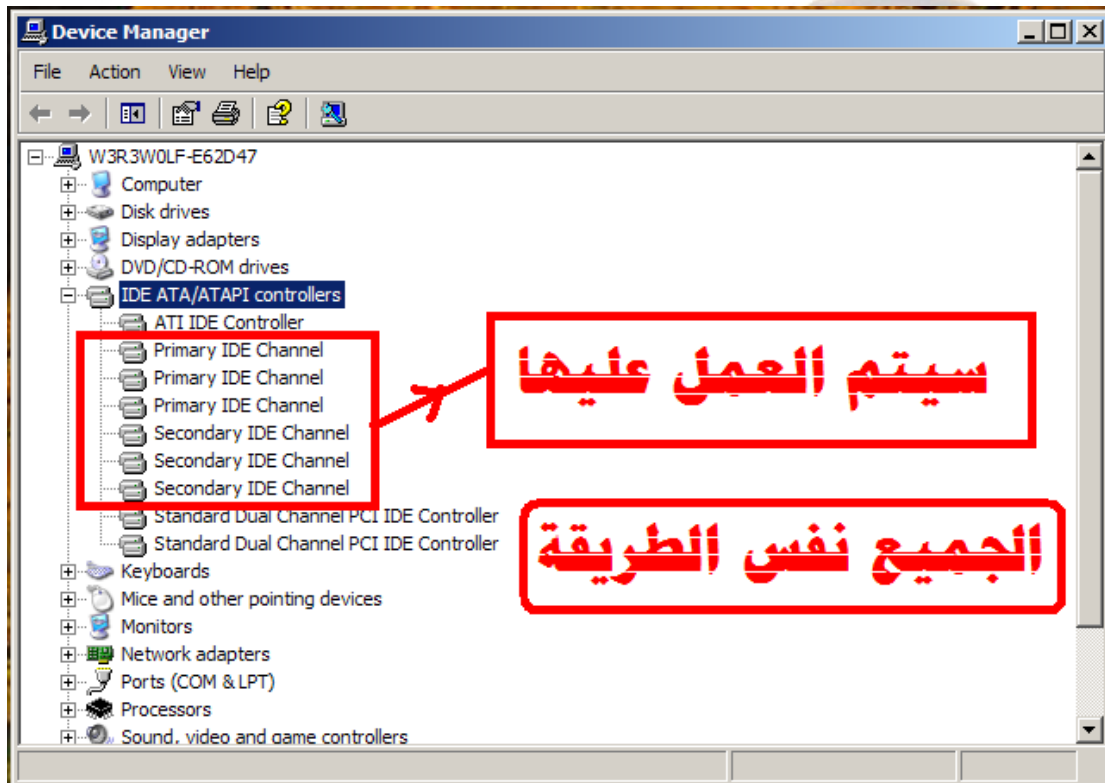 Device Manager
File Action View Help
W3R3W0LF-E62D47
Computer
Disk drives
Display adapters
DVD/CD-ROM drives
IDE ATA/ATAPI controllers
ATI IDE Controller
Primary IDE Channel
Primary IDE Channel
Primary IDE Channel
Secondary IDE Channel
Secondary IDE Channel
Secondary IDE Channel
Standard Dual Channel PCI IDE Controller
Standard Dual Channel PCI IDE Controller
Keyboards
Mice and other pointing devices
Monitors
Network adapters
Ports (COM & LPT)
Processors
Sound, video and game controllers
سيتم العمل عليها
الجميع نفس الطريقة